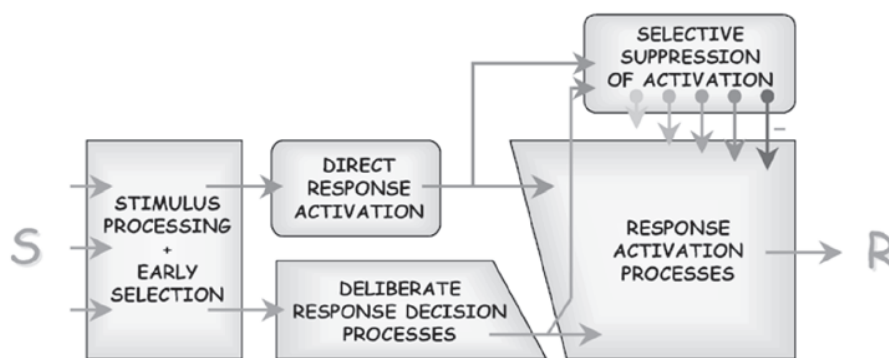 SELECTIVE
SUPPRESSION
OF ACTIVATION
–
S
STIMULUS
PROCESSING
+
EARLY
SELECTION
DIRECT
RESPONSE
ACTIVATION
DELIBERATE
RESPONSE DECISION
PROCESSES
RESPONSE
ACTIVATION
PROCESSES
R